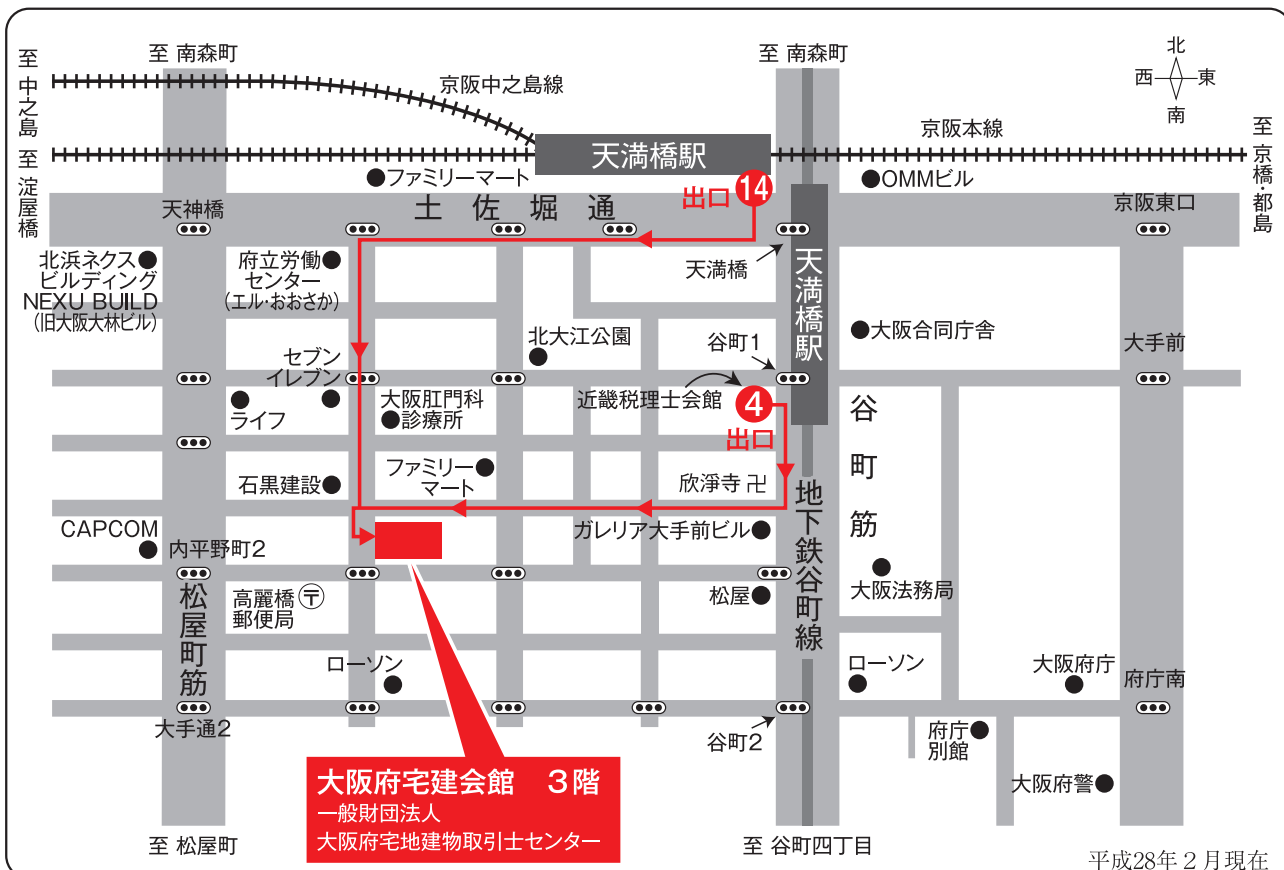 至 南森町
至 南森町
北
西
東
南
至 中之島
京阪中之島線
京阪本線
至 京橋・都島
至 淀屋橋
天満橋駅
ファミリーマート
出口
14
OMMビル
天神橋
土佐堀通
京阪東口
北浜ネクス
ビルディング
NEXU BUILD
(旧大阪大林ビル)
府立労働
センター
(エル・おおさか)
天満橋
天満橋駅
北大江公園
谷町1
大阪合同庁舎
大手前
セブン
イレブン
ライフ
大阪肛門科
診療所
近畿税理士会館
4
出口
谷町筋
石黒建設
ファミリー
マート
欣淨寺 卍
地下鉄谷町線
CAPCOM
内平野町2
ガレリア大手前ビル
大阪法務局
松屋町筋
高麗橋
郵便局
〒
松屋
ローソン
ローソン
大阪府庁
府庁南
大手通2
谷町2
府庁
別館
大阪府警
大阪府宅建会館 3階
一般財団法人
大阪府宅地建物取引士センター
至 松屋町
至 谷町四丁目
平成28年2月現在